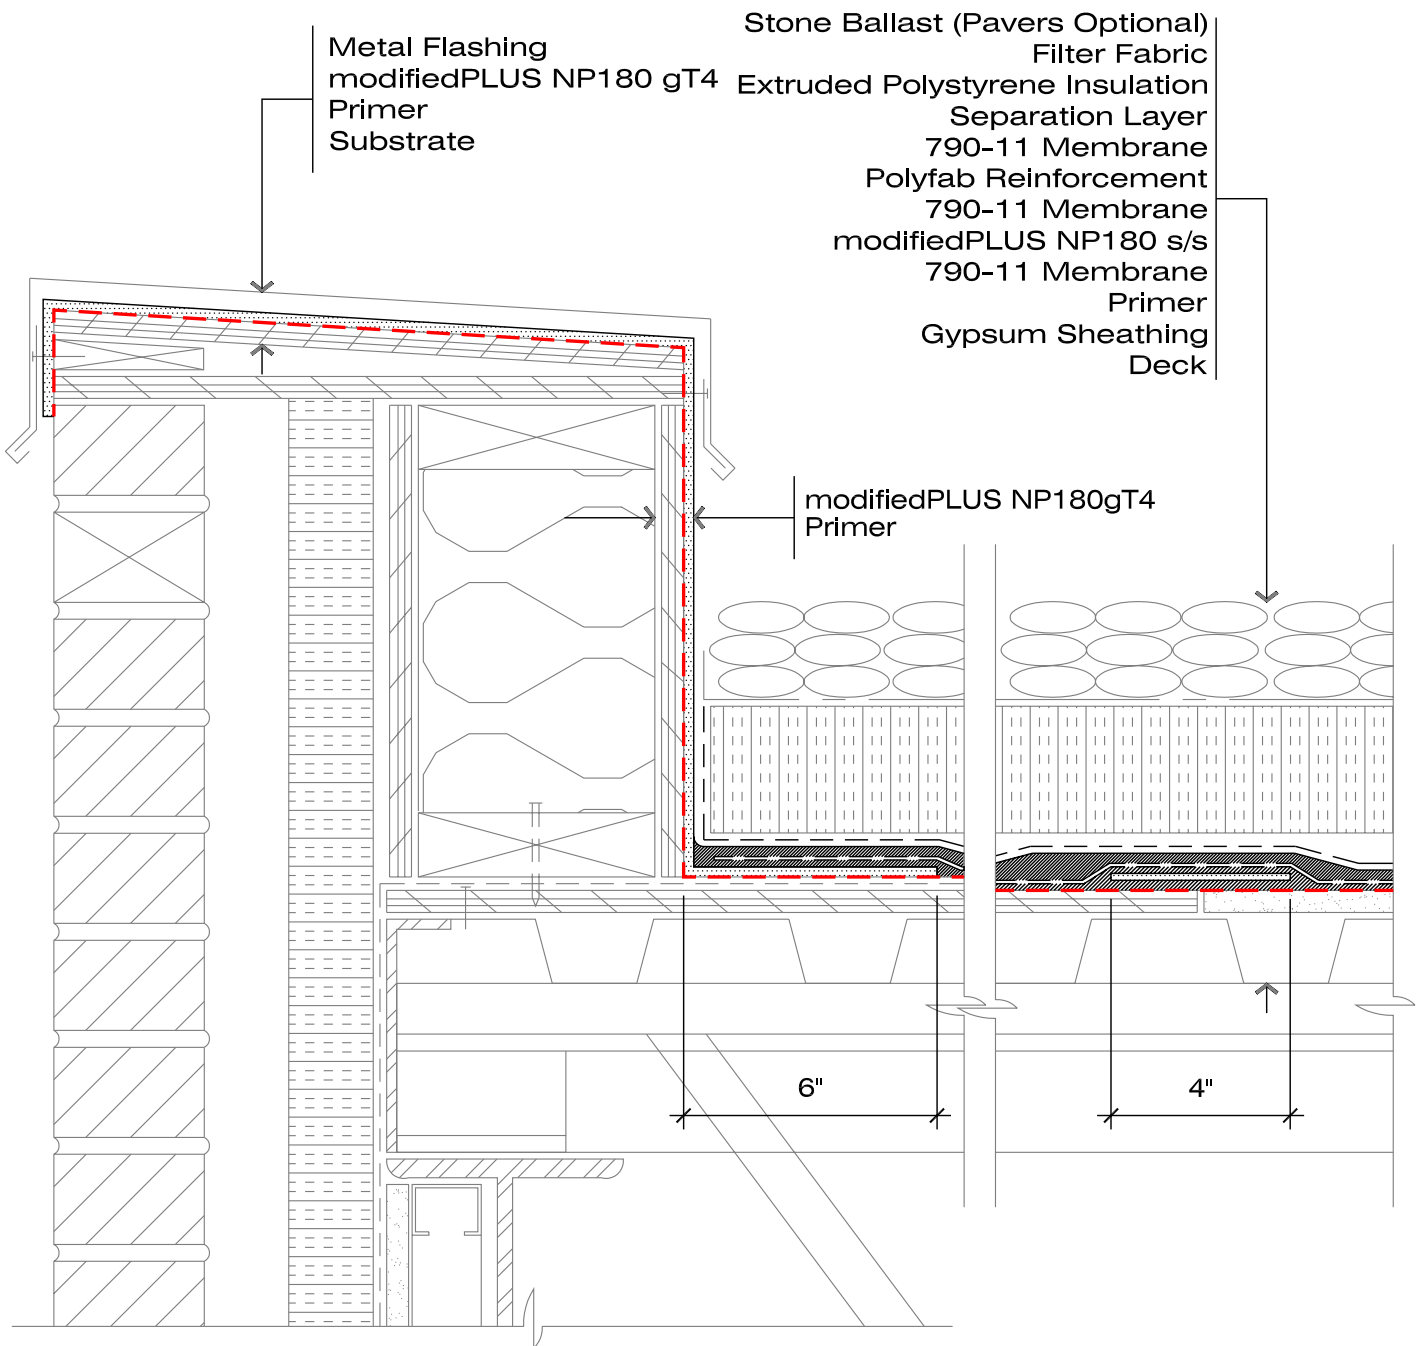 Metal Flashing
modifiedPLUS NP180 gT4
Primer
Substrate
Stone Ballast (Pavers Optional)
Filter Fabric
Extruded Polystyrene Insulation
Separation Layer
790-11 Membrane
Polyfab Reinforcement
790-11 Membrane
modifiedPLUS NP180 s/s
790-11 Membrane
Primer
Gypsum Sheathing
Deck
modifiedPLUS NP180gT4
Primer
6"
4"